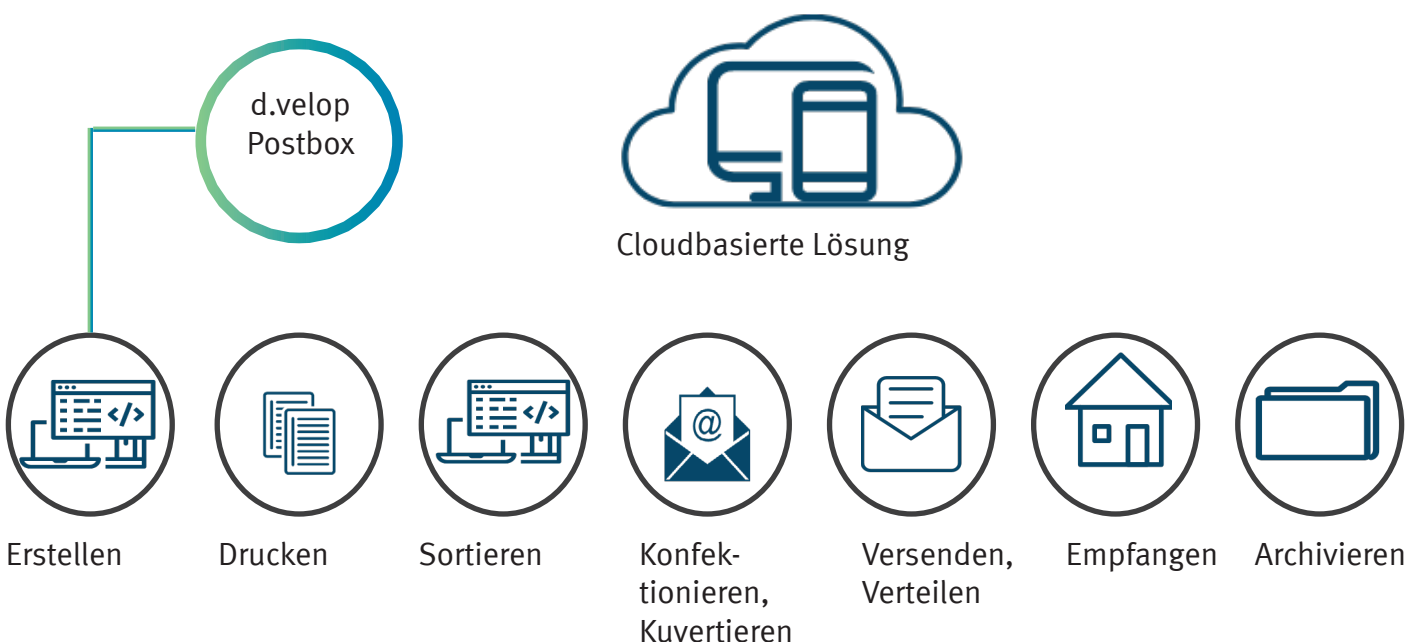 d.velop
Postbox
Cloudbasierte Lösung
</>
</>
@
Erstellen
Drucken
Sortieren
Konfek-
tionieren,
Kuvertieren
Versenden,
Verteilen
Empfangen
Archivieren